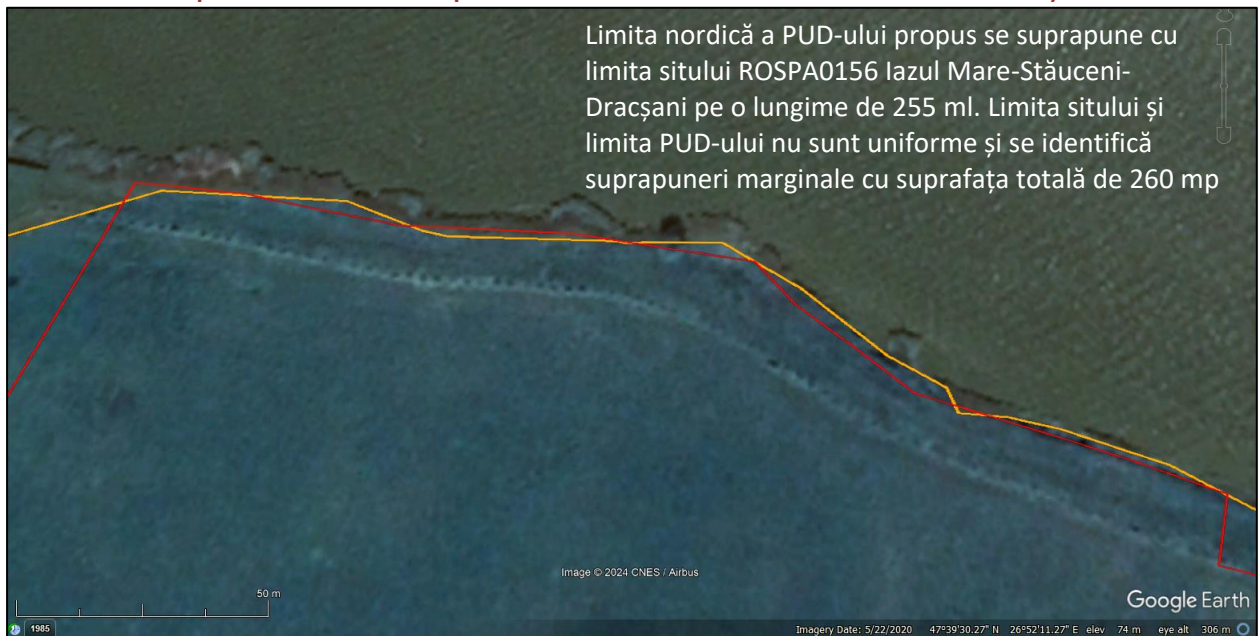 Limita nordică a PUD-ului propus se suprapune cu
limita sitului ROSPA0156 Iazul Mare-Stăuceni-
Dracșani pe o lungime de 255 ml. Limita sitului și
limita PUD-ului nu sunt uniforme și se identifică
suprapuneri marginale cu suprafața totală de 260 mp
Image © 2024 CNES / Airbus
50 m
Google Earth
1985
Imagery Date: 5/22/2020 47°39'30.27" N 26°52'11.27" E elev 74 m eye alt 306 m